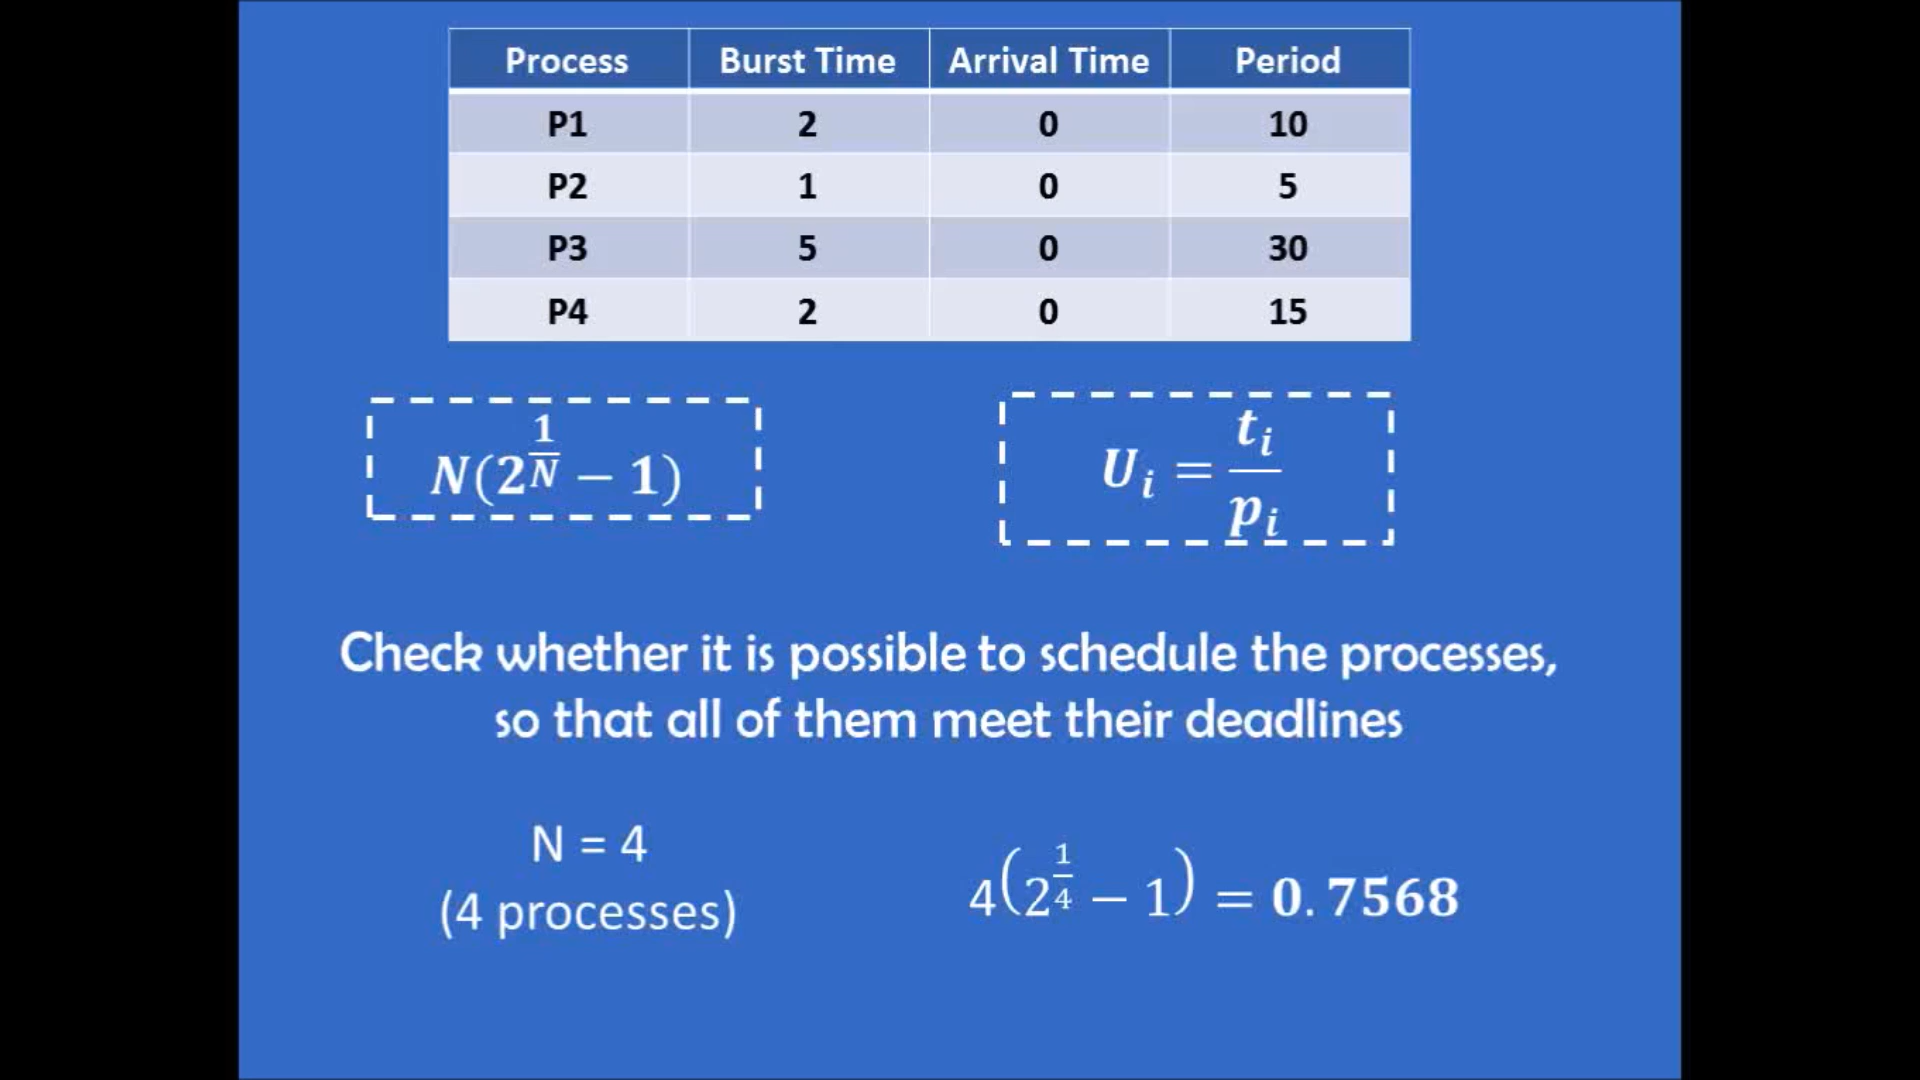 Process Burst Time Arrival Time Period
P1 2 0 10
P2 1 0 5
P3 5 0 30
P4 2 0 15
N(2^{1/N} − 1)
U_i = t_i / p_i
Check whether it is possible to schedule the processes,
so that all of them meet their deadlines
N = 4
(4 processes)
4(2^{1/4} − 1) = 0.7568